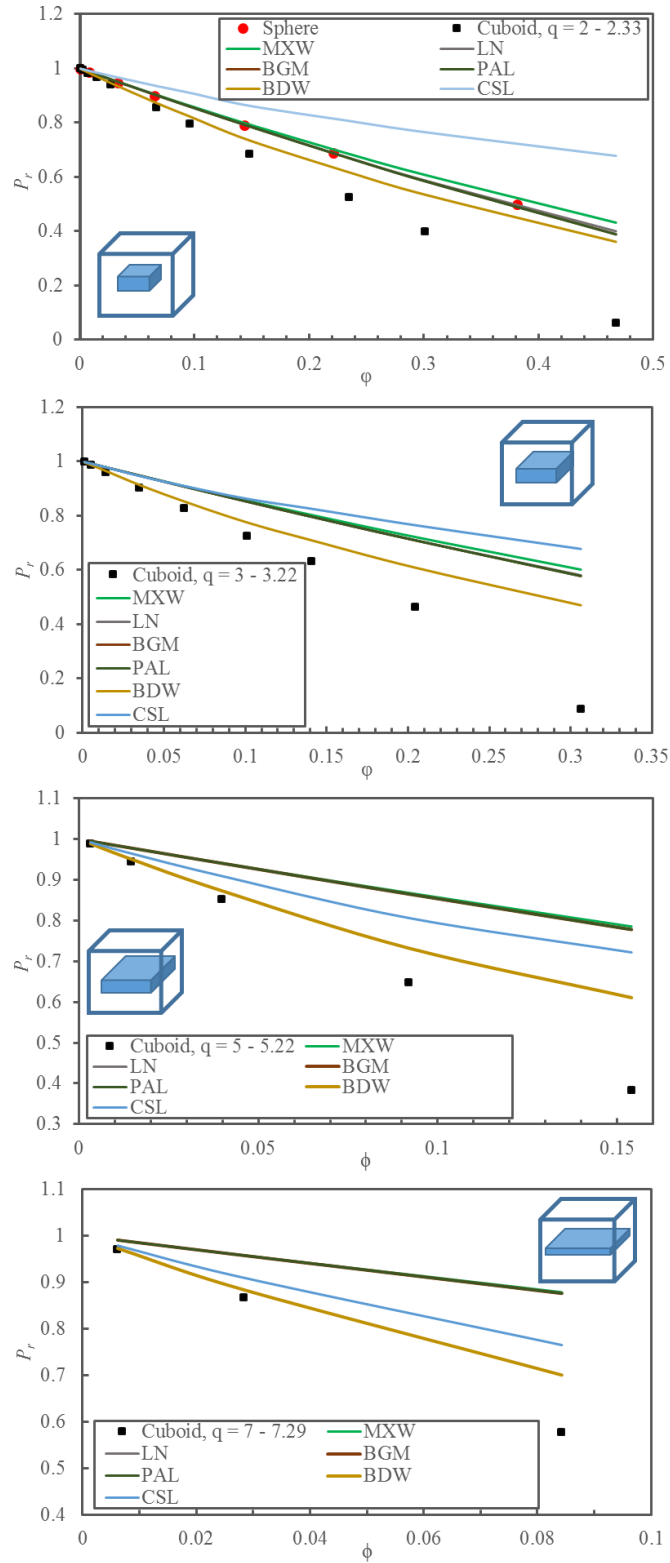 1.2
Sphere Cuboid, q = 2 - 2.33
MXW LN
BGM PAL
BDW CSL
1
0.8
0.6
0.4
0.2
0
P_r
0 0.1 0.2 0.3 0.4 0.5
φ
1.2
1
0.8
0.6
0.4
0.2
0
P_r
Cuboid, q = 3 - 3.22
MXW
LN
BGM
PAL
BDW
CSL
0 0.05 0.1 0.15 0.2 0.25 0.3 0.35
φ
1.1
1
0.9
0.8
0.7
0.6
0.5
0.4
0.3
P_r
Cuboid, q = 5 - 5.22 MXW
LN BGM
PAL BDW
CSL
0 0.05 0.1 0.15
ϕ
1.1
1
0.9
0.8
0.7
0.6
0.5
0.4
P_r
Cuboid, q = 7 - 7.29 MXW
LN BGM
PAL BDW
CSL
0 0.02 0.04 0.06 0.08 0.1
ϕ